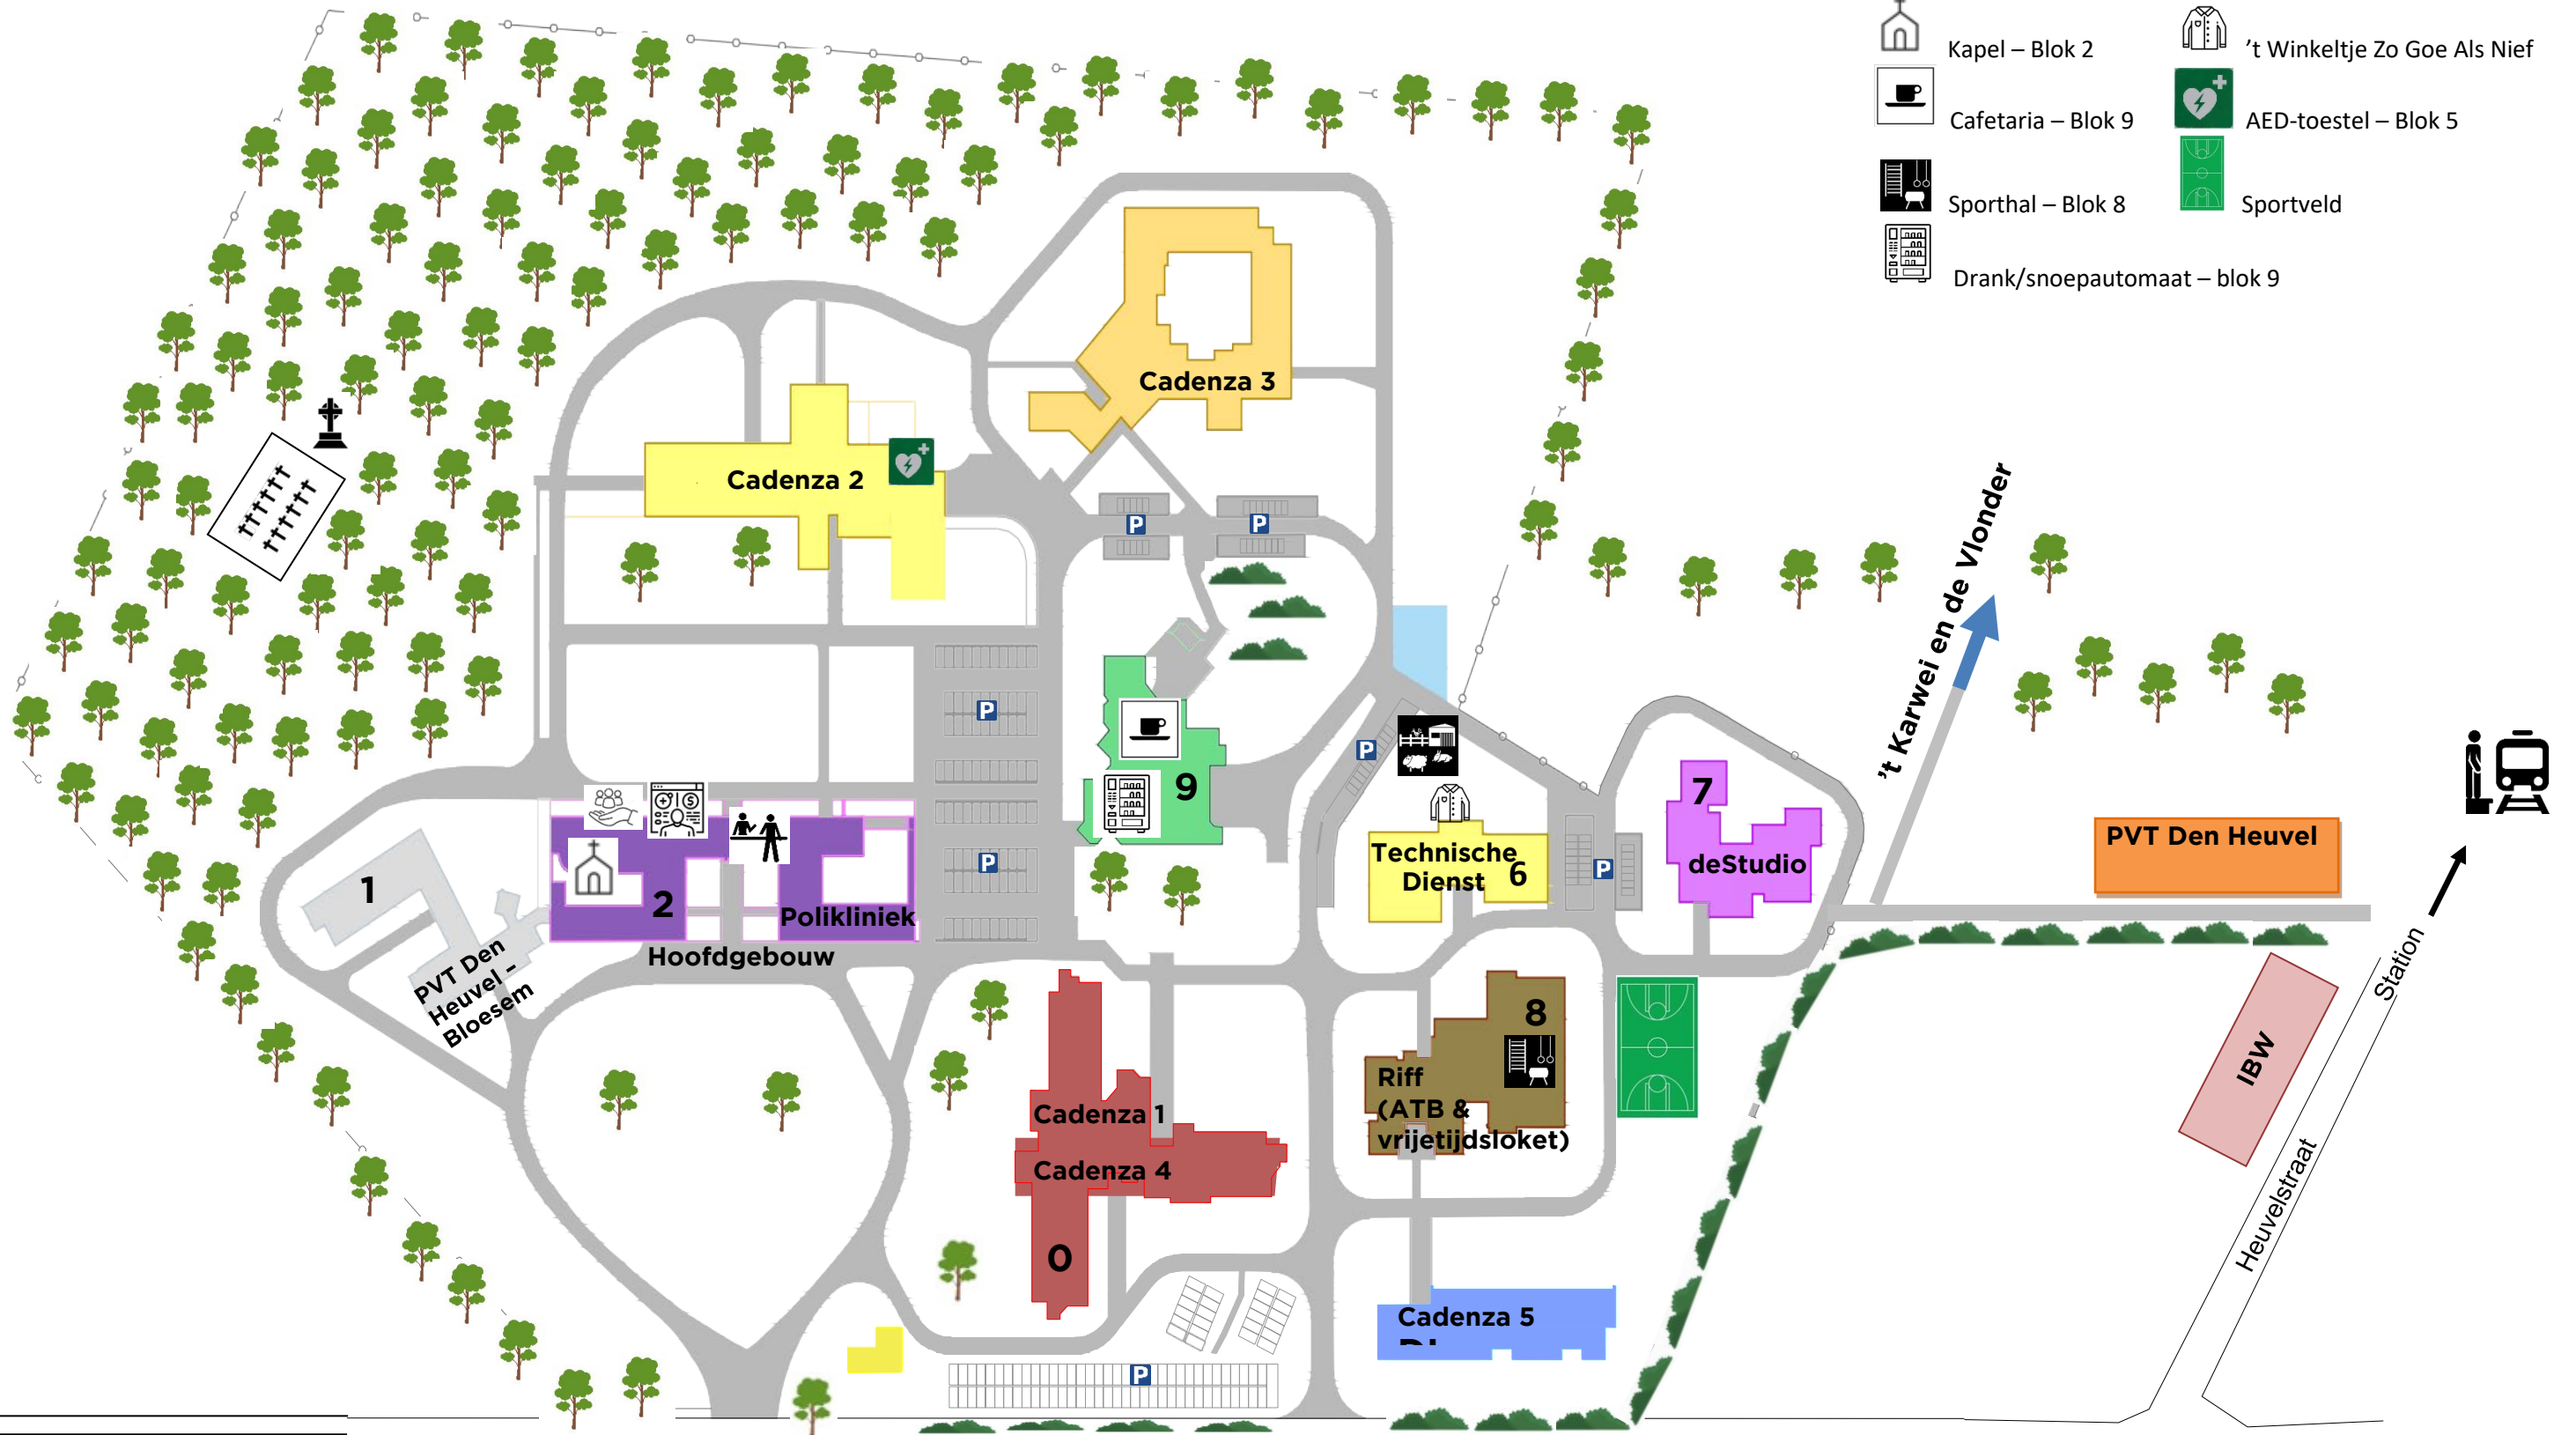 Kapel – Blok 2
't Winkeltje Zo Goe Als Nief
Cafetaria – Blok 9
AED-toestel – Blok 5
Sporthal – Blok 8
Sportveld
Drank/snoepautomaat – blok 9
Cadenza 3
Cadenza 2
P
P
't Karwei en de Vlonder
P
P
9
7
PVT Den Heuvel
Technische
Dienst 6
deStudio
P
P
1
2
Polikliniek
Hoofdgebouw
PVT Den
Heuvel –
Bloesem
Station
8
IBW
Riff
(ATB &
vrijetijdsloket)
Cadenza 1
Cadenza 4
Heuvelstraat
0
Cadenza 5
P